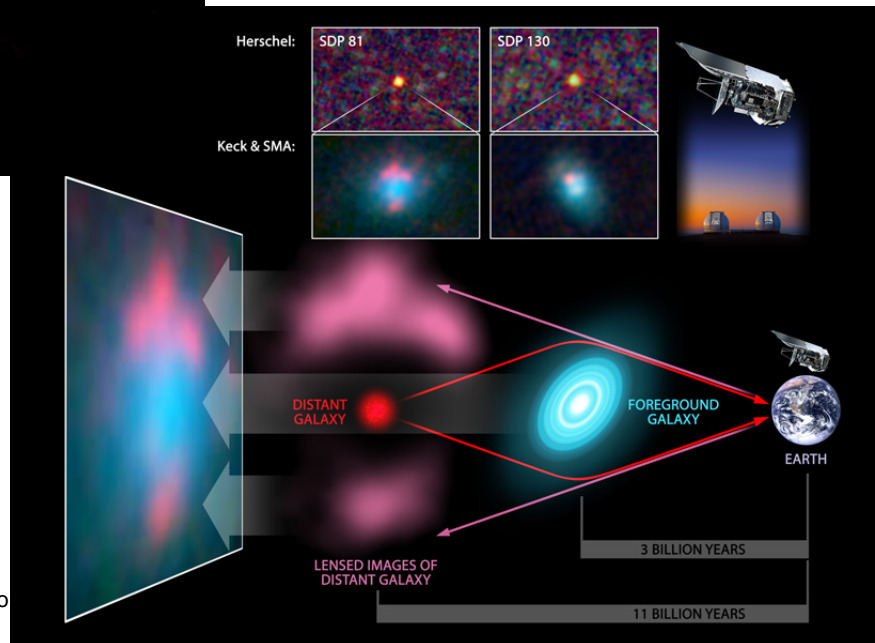 Herschel:
SDP 81
SDP 130
Keck & SMA:
DISTANT
GALAXY
FOREGROUND
GALAXY
EARTH
3 BILLION YEARS
LENSED IMAGES OF
DISTANT GALAXY
11 BILLION YEARS